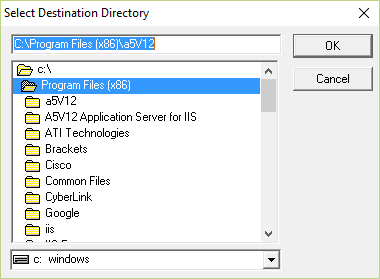 Select Destination Directory
C:\Program Files (x86)\a5V12
OK
Cancel
c:\
Program Files (x86)
a5V12
A5V12 Application Server for IIS
ATI Technologies
Brackets
Cisco
Common Files
CyberLink
Google
iis
c: windows